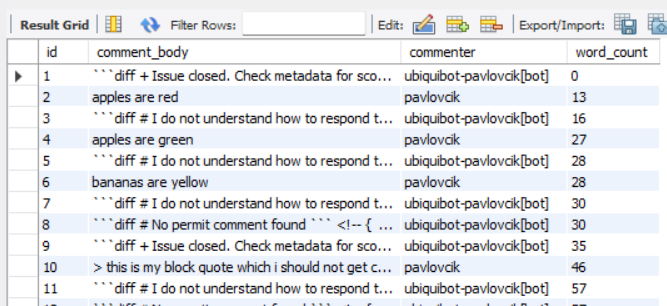 Result Grid Filter Rows: Edit: Export/Import:
id comment_body commenter word_count
1 ```diff + Issue closed. Check metadata for sco... ubiquibot-pavlovcik[bot] 0
2 apples are red pavlovcik 13
3 ```diff # I do not understand how to respond t... ubiquibot-pavlovcik[bot] 16
4 apples are green pavlovcik 27
5 ```diff # I do not understand how to respond t... ubiquibot-pavlovcik[bot] 28
6 bananas are yellow pavlovcik 28
7 ```diff # I do not understand how to respond t... ubiquibot-pavlovcik[bot] 30
8 ```diff # No permit comment found ``` <!-- { ... ubiquibot-pavlovcik[bot] 30
9 ```diff + Issue closed. Check metadata for sco... ubiquibot-pavlovcik[bot] 35
10 > this is my block quote which i should not get c... pavlovcik 46
11 ```diff # I do not understand how to respond t... ubiquibot-pavlovcik[bot] 57